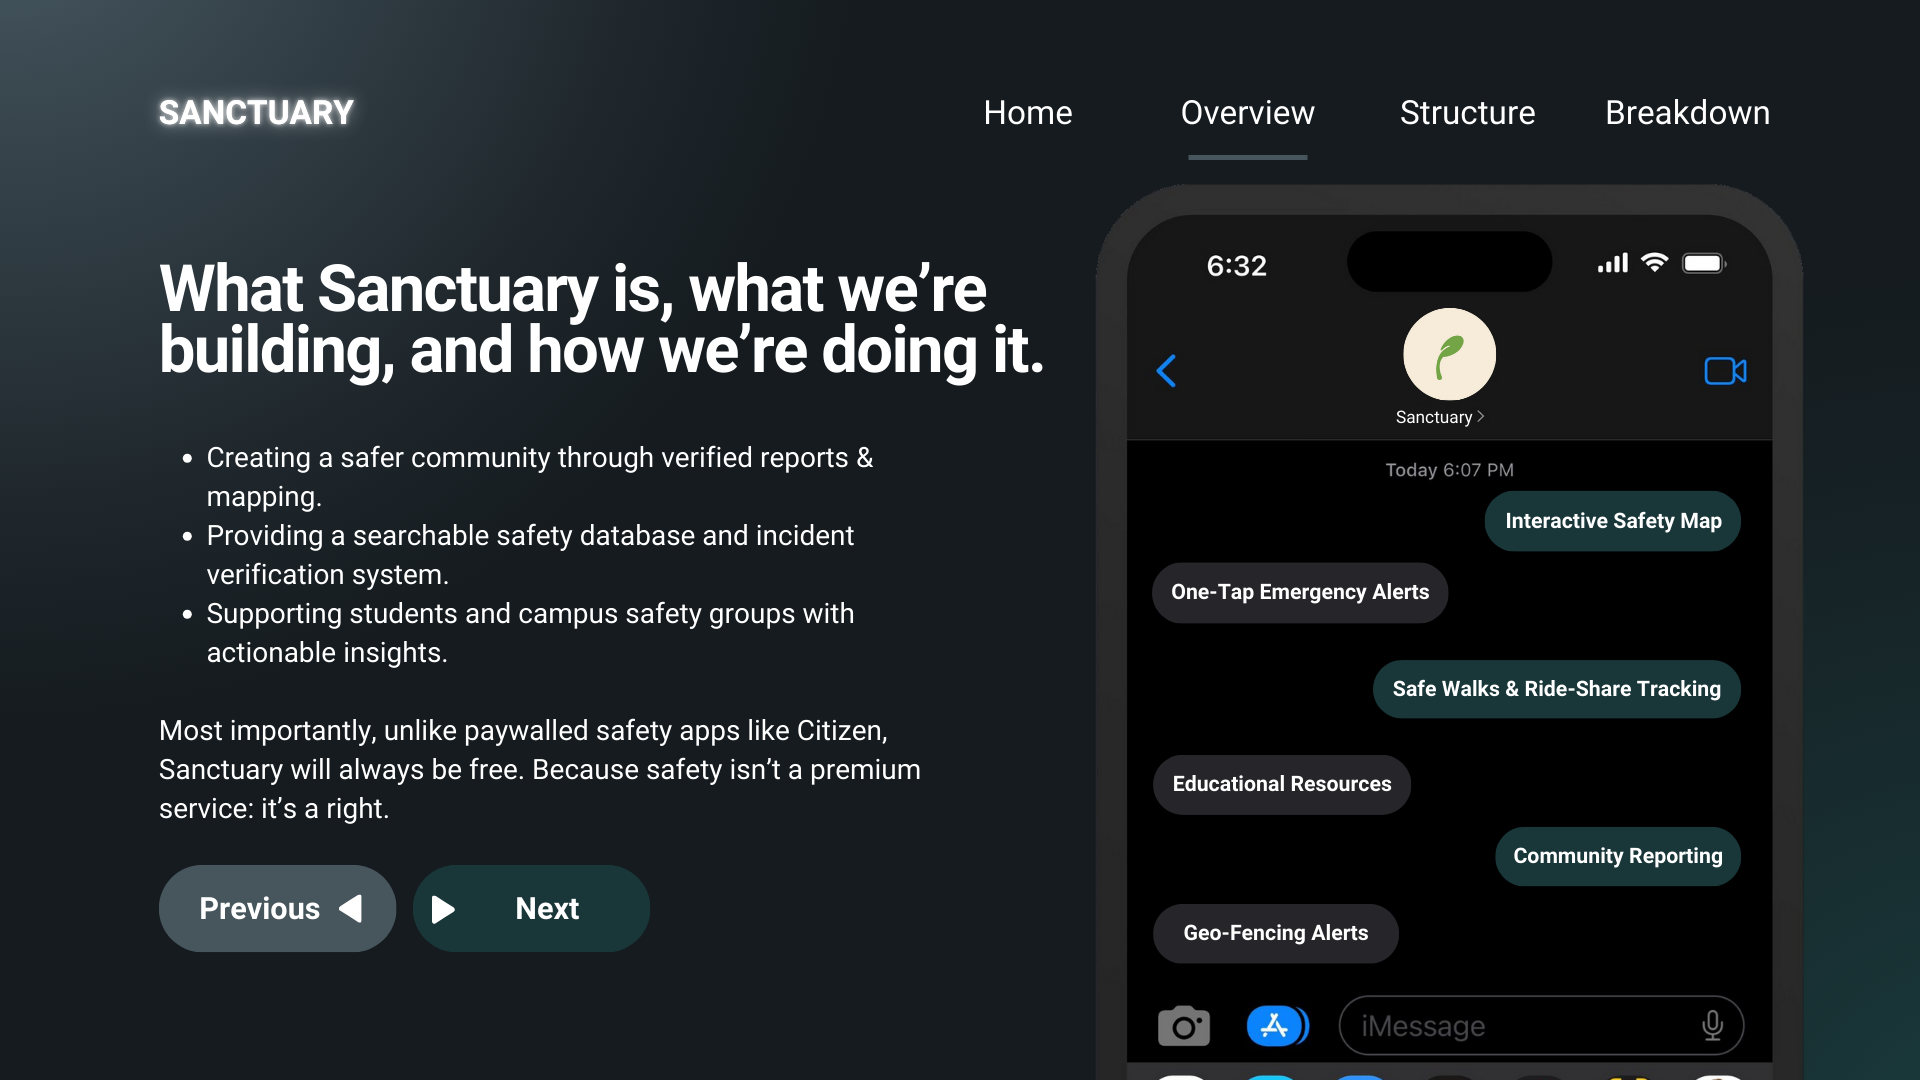 SANCTUARY
Home
Overview
Structure
Breakdown
What Sanctuary is, what we’re
building, and how we’re doing it.
• Creating a safer community through verified reports &
mapping.
• Providing a searchable safety database and incident
verification system.
• Supporting students and campus safety groups with
actionable insights.
Most importantly, unlike paywalled safety apps like Citizen,
Sanctuary will always be free. Because safety isn’t a premium
service: it’s a right.
Previous
Next
6:32
Sanctuary
Today 6:07 PM
Interactive Safety Map
One-Tap Emergency Alerts
Safe Walks & Ride-Share Tracking
Educational Resources
Community Reporting
Geo-Fencing Alerts
iMessage